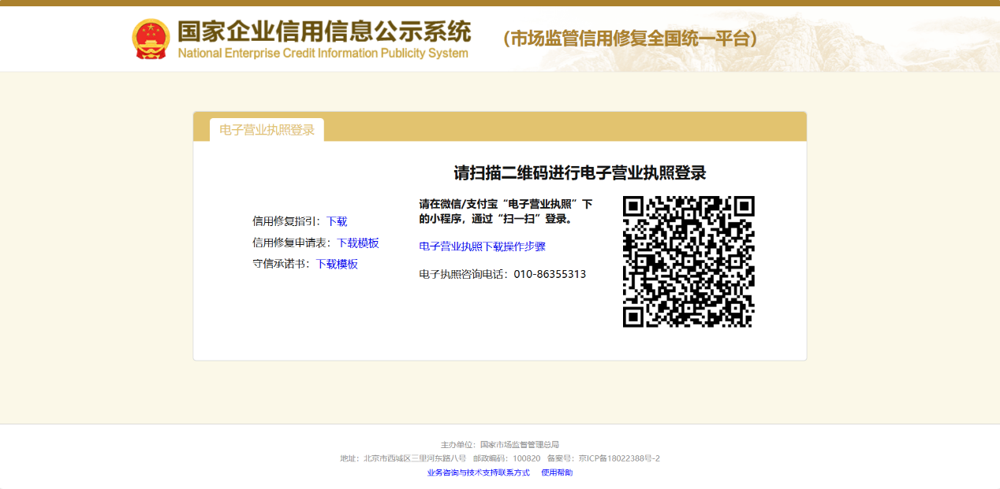 国家企业信用信息公示系统
National Enterprise Credit Information Publicity System
(市场监管信用修复全国统一平台)
电子营业执照登录
请扫描二维码进行电子营业执照登录
信用修复指引：下载
信用修复申请表：下载模板
守信承诺书：下载模板
请在微信/支付宝“电子营业执照”下
的小程序，通过“扫一扫”登录。
电子营业执照下载操作步骤
电子执照咨询电话：010-86355313
主办单位：国家市场监督管理总局
地址：北京市西城区三里河东路八号 邮政编码：100820 备案号：京ICP备18022388号-2
业务咨询与技术支持联系方式 使用帮助